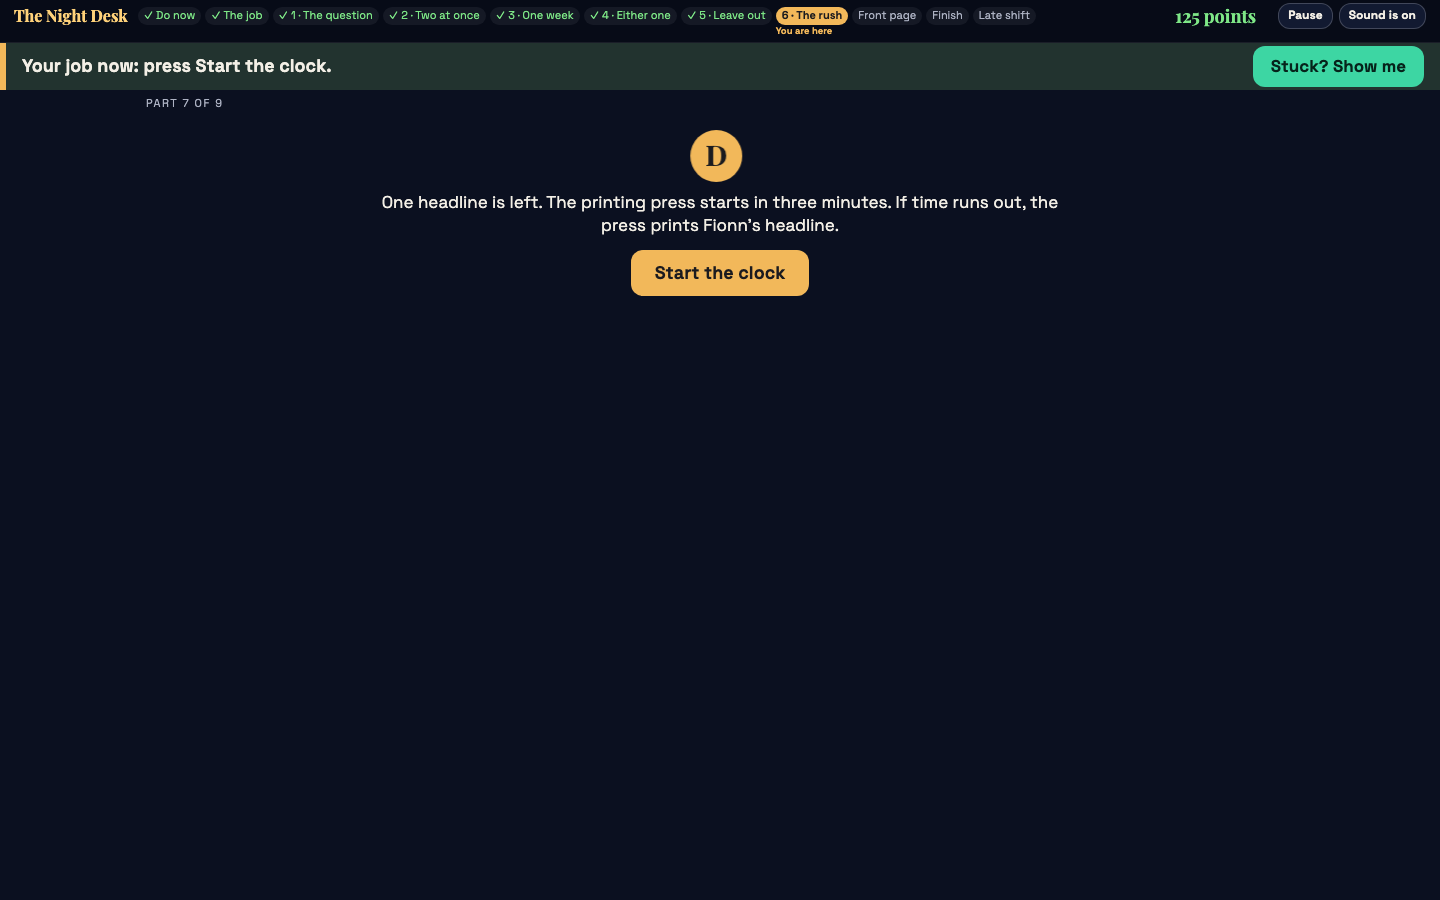 The Night Desk
✓ Do now
✓ The job
✓ 1 · The question
✓ 2 · Two at once
✓ 3 · One week
✓ 4 · Either one
✓ 5 · Leave out
6 · The rush
You are here
Front page
Finish
Late shift
125 points
Pause
Sound is on
Your job now: press Start the clock.
Stuck? Show me
PART 7 OF 9
D
One headline is left. The printing press starts in three minutes. If time runs out, the
press prints Fionn's headline.
Start the clock